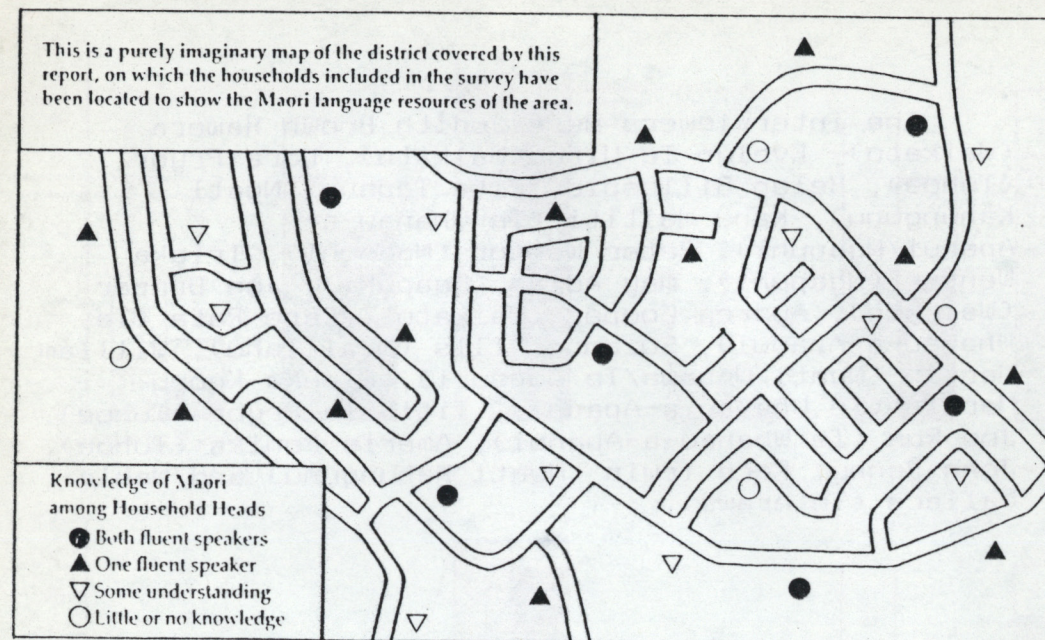 This is a purely imaginary map of the district covered by this
report, on which the households included in the survey have
been located to show the Maori language resources of the area.
Knowledge of Maori
among Household Heads
Both fluent speakers
One fluent speaker
Some understanding
Little or no knowledge